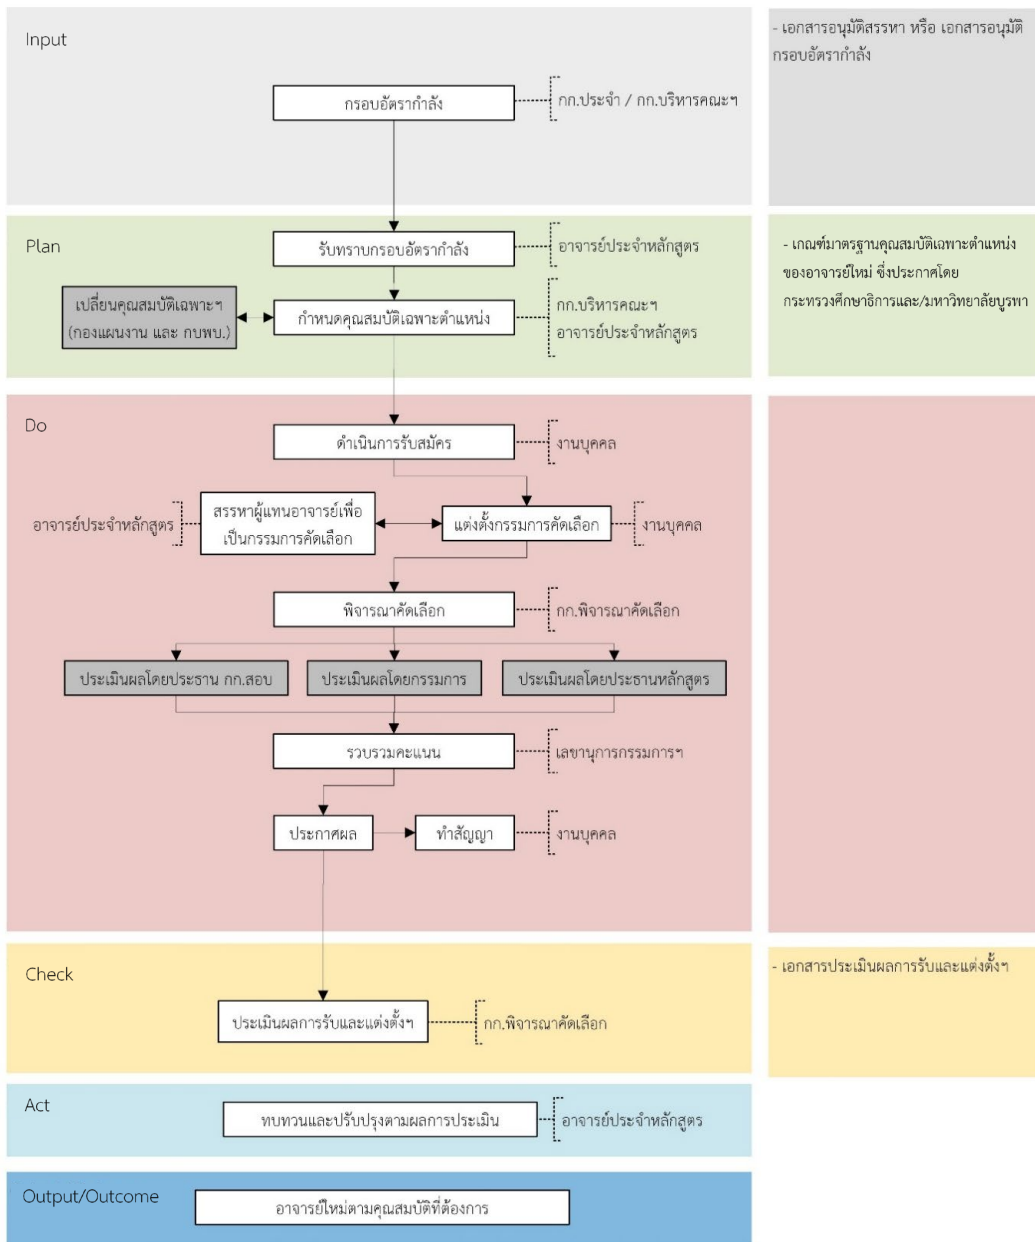 Input
- เอกสารอนุมัติสรรหา หรือ เอกสารอนุมัติ
กรอบอัตรากำลัง
กรอบอัตรากำลัง
กก.ประจำ / กก.บริหารคณะฯ
Plan
รับทราบกรอบอัตรากำลัง
อาจารย์ประจำหลักสูตร
- เกณฑ์มาตรฐานคุณสมบัติเฉพาะตำแหน่ง
ของอาจารย์ใหม่ ซึ่งประกาศโดย
กระทรวงศึกษาธิการและ/มหาวิทยาลัยบูรพา
เปลี่ยนคุณสมบัติเฉพาะฯ
(กองแผนงาน และ กบพบ.)
กำหนดคุณสมบัติเฉพาะตำแหน่ง
กก.บริหารคณะฯ
อาจารย์ประจำหลักสูตร
Do
ดำเนินการรับสมัคร
งานบุคคล
อาจารย์ประจำหลักสูตร
สรรหาผู้แทนอาจารย์เพื่อ
เป็นกรรมการคัดเลือก
แต่งตั้งกรรมการคัดเลือก
งานบุคคล
พิจารณาคัดเลือก
กก.พิจารณาคัดเลือก
ประเมินผลโดยประธาน กก.สอบ
ประเมินผลโดยกรรมการ
ประเมินผลโดยประธานหลักสูตร
รวบรวมคะแนน
เลขานุการกรรมการฯ
ประกาศผล
ทำสัญญา
งานบุคคล
Check
- เอกสารประเมินผลการรับและแต่งตั้งฯ
ประเมินผลการรับและแต่งตั้งฯ
กก.พิจารณาคัดเลือก
Act
ทบทวนและปรับปรุงตามผลการประเมิน
อาจารย์ประจำหลักสูตร
Output/Outcome
อาจารย์ใหม่ตามคุณสมบัติที่ต้องการ